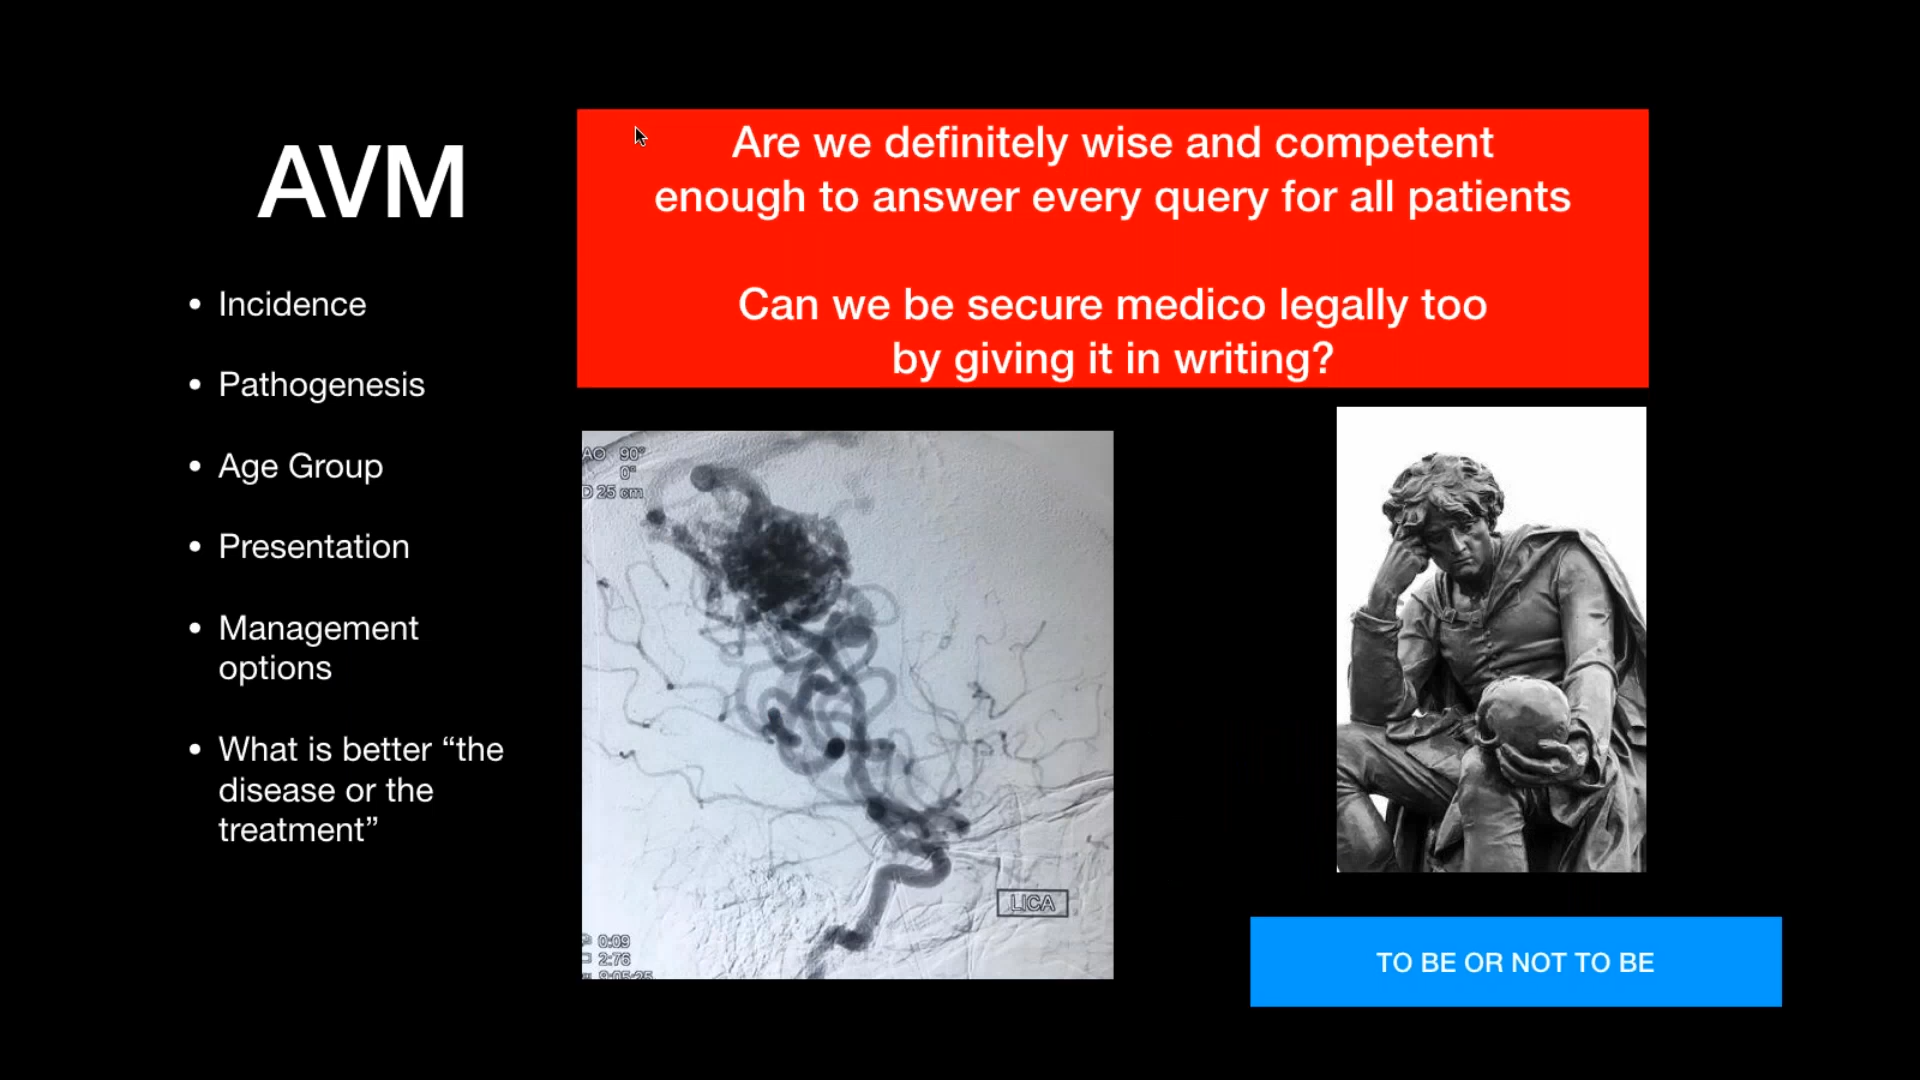 AVM
• Incidence
• Pathogenesis
• Age Group
• Presentation
• Management
options
• What is better “the
disease or the
treatment”
Are we definitely wise and competent
enough to answer every query for all patients
Can we be secure medico legally too
by giving it in writing?
AO 90°
0°
D 25 cm
LICA
0:09
2:76
9:05:25
TO BE OR NOT TO BE